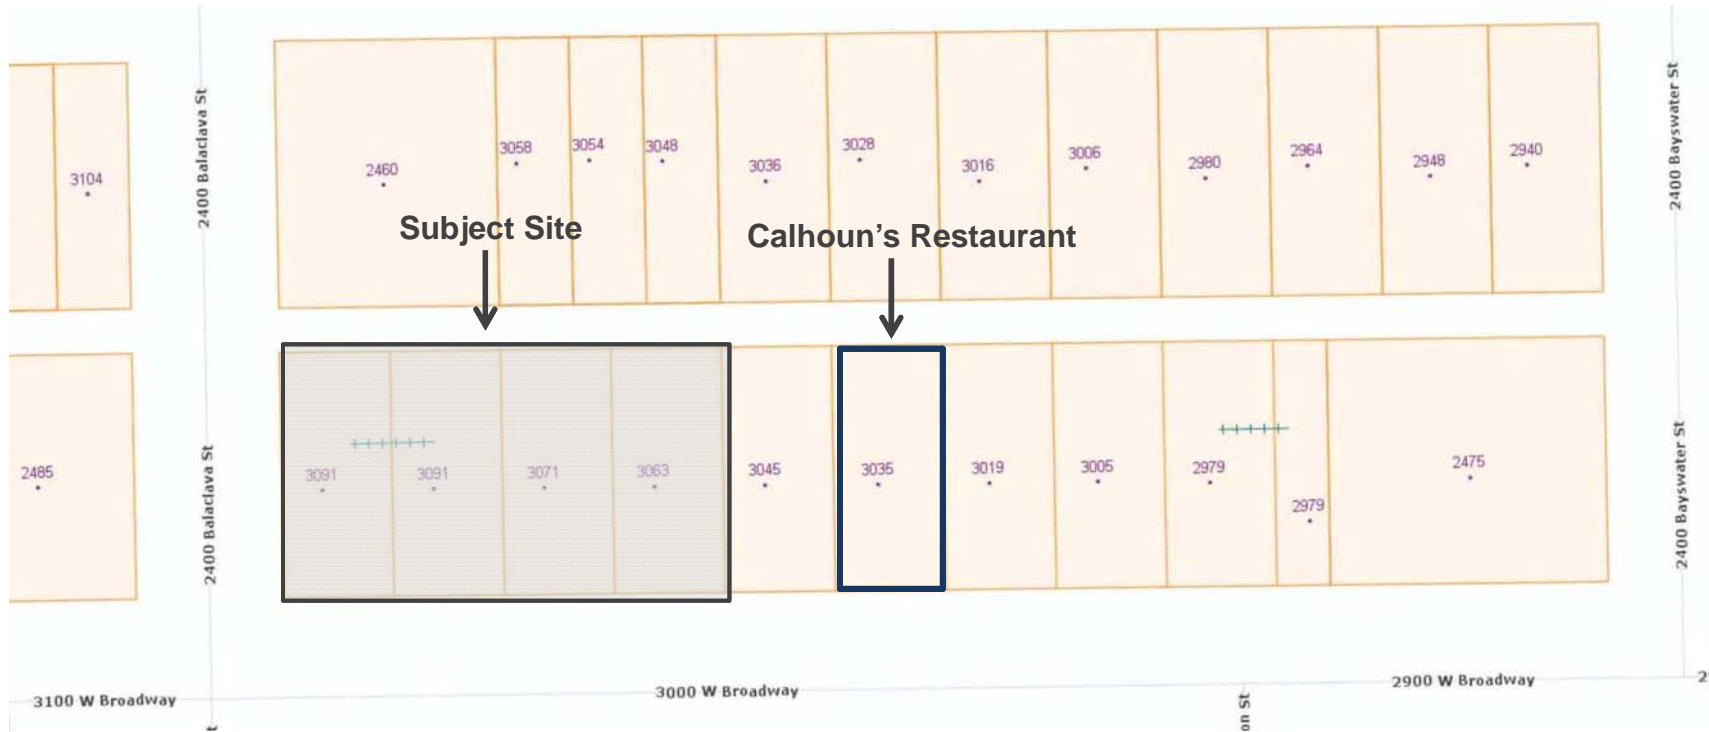 2400 Balaclava St
2400 Bayswater St
3104
2460
3058
3054
3048
3036
3028
3016
3006
2980
2964
2948
2940
Subject Site
Calhoun’s Restaurant
2485
2400 Balaclava St
3091
3091
3071
3063
3045
3035
3019
3005
2979
2979
2475
2400 Bayswater St
3100 W Broadway
3000 W Broadway
2900 W Broadway
on St